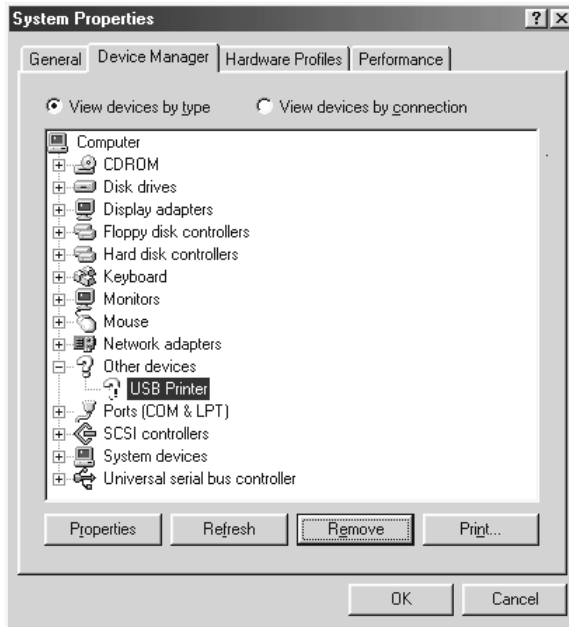 System Properties
General Device Manager Hardware Profiles Performance
View devices by type View devices by connection
Computer
CDROM
Disk drives
Display adapters
Floppy disk controllers
Hard disk controllers
Keyboard
Monitors
Mouse
Network adapters
Other devices
USB Printer
Ports (COM & LPT)
SCSI controllers
System devices
Universal serial bus controller
Properties Refresh Remove Print...
OK Cancel